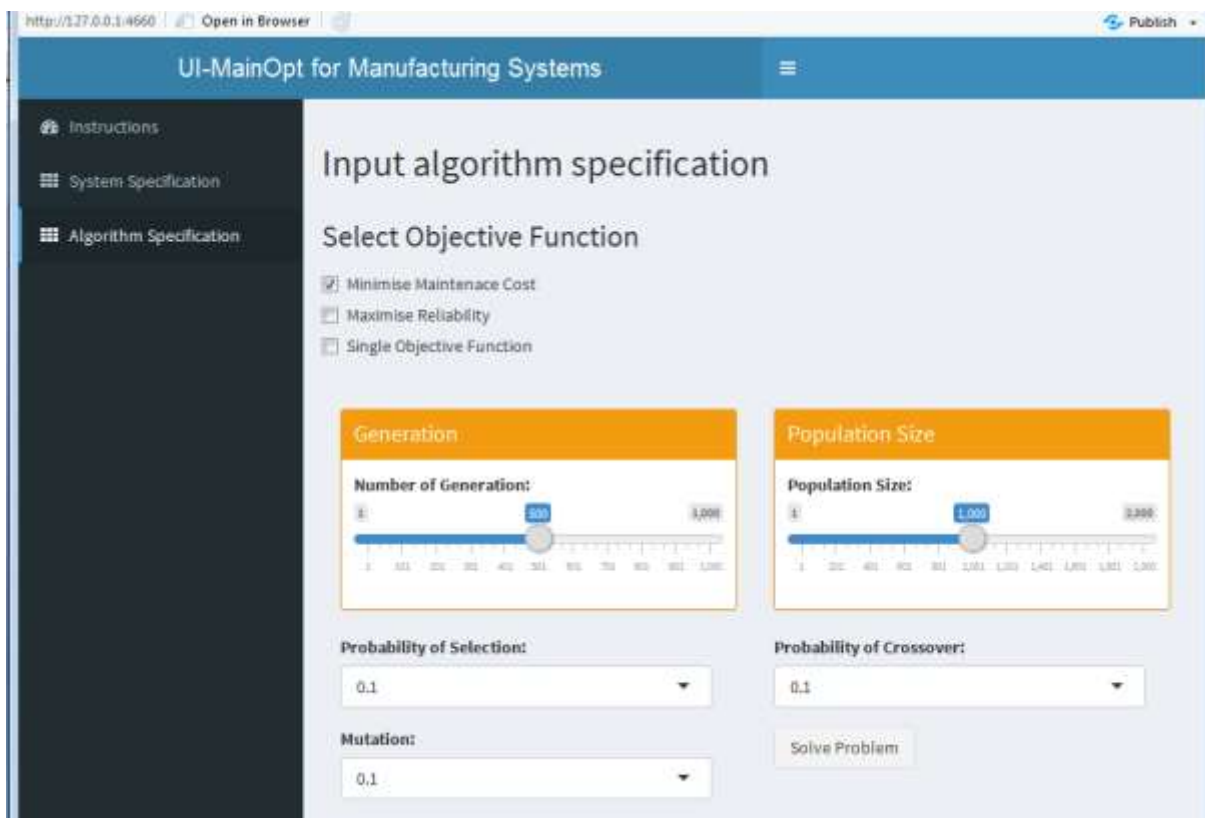 http://127.0.0.1:4660 Open in Browser Publish
UI-MainOpt for Manufacturing Systems
Instructions
System Specification
Algorithm Specification
Input algorithm specification
Select Objective Function
Minimise Maintenace Cost
Maximise Reliability
Single Objective Function
Generation
Number of Generation:
1 500 1,000
Population Size
Population Size:
1 1,000 2,000
Probability of Selection:
0.1
Probability of Crossover:
0.1
Mutation:
0.1
Solve Problem